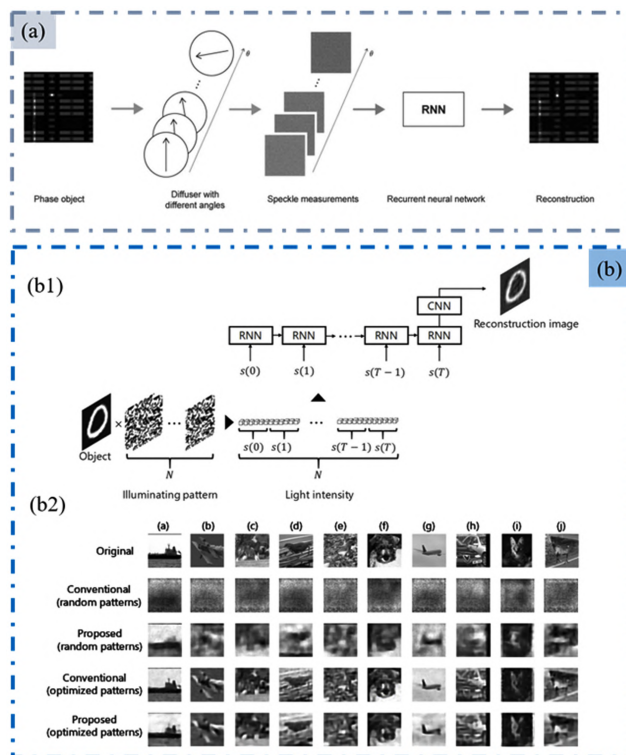 (a)
θ
θ
RNN
Phase object
Diffuser with
different angles
Speckle measurements
Recurrent neural network
Reconstruction
(b)
(b1)
CNN
Reconstruction image
RNN RNN RNN RNN
s(0) s(1) s(T − 1) s(T)
Object
×
s(0) s(1) s(T − 1) s(T)
N N
Illuminating pattern Light intensity
(b2)
(a) (b) (c) (d) (e) (f) (g) (h) (i) (j)
Original
Conventional
(random patterns)
Proposed
(random patterns)
Conventional
(optimized patterns)
Proposed
(optimized patterns)